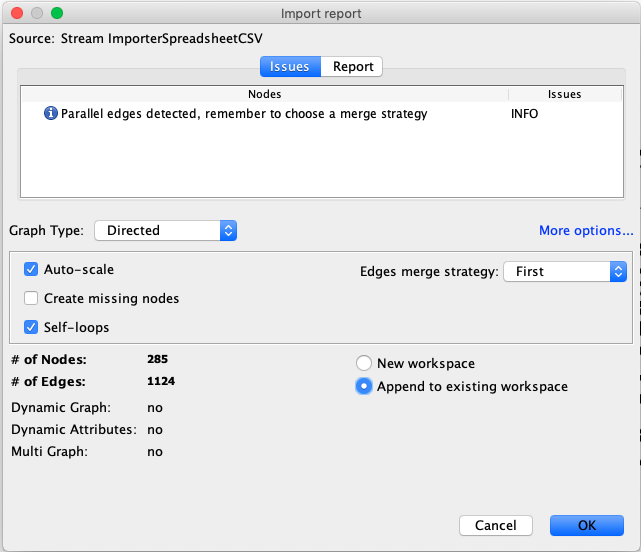 Import report
Source: Stream ImporterSpreadsheetCSV
Issues Report
Nodes Issues
Parallel edges detected, remember to choose a merge strategy INFO
Graph Type: Directed More options...
Auto-scale Edges merge strategy: First
Create missing nodes
Self-loops
# of Nodes: 285 New workspace
# of Edges: 1124 Append to existing workspace
Dynamic Graph: no
Dynamic Attributes: no
Multi Graph: no
Cancel OK